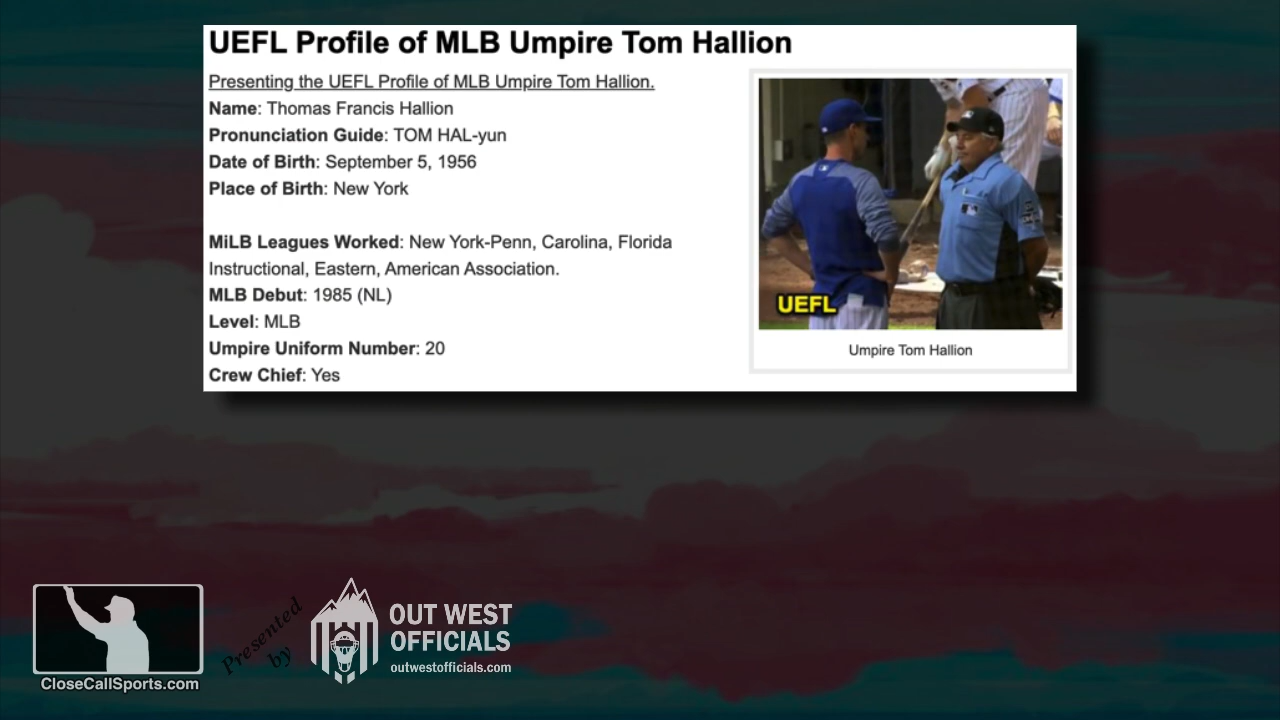 UEFL Profile of MLB Umpire Tom Hallion
Presenting the UEFL Profile of MLB Umpire Tom Hallion.
Name: Thomas Francis Hallion
Pronunciation Guide: TOM HAL-yun
Date of Birth: September 5, 1956
Place of Birth: New York
MiLB Leagues Worked: New York-Penn, Carolina, Florida
Instructional, Eastern, American Association.
MLB Debut: 1985 (NL)
Level: MLB
Umpire Uniform Number: 20
Crew Chief: Yes
UEFL
Umpire Tom Hallion
CloseCallSports.com
Presented
by
OUT WEST
OFFICIALS
outwestofficials.com